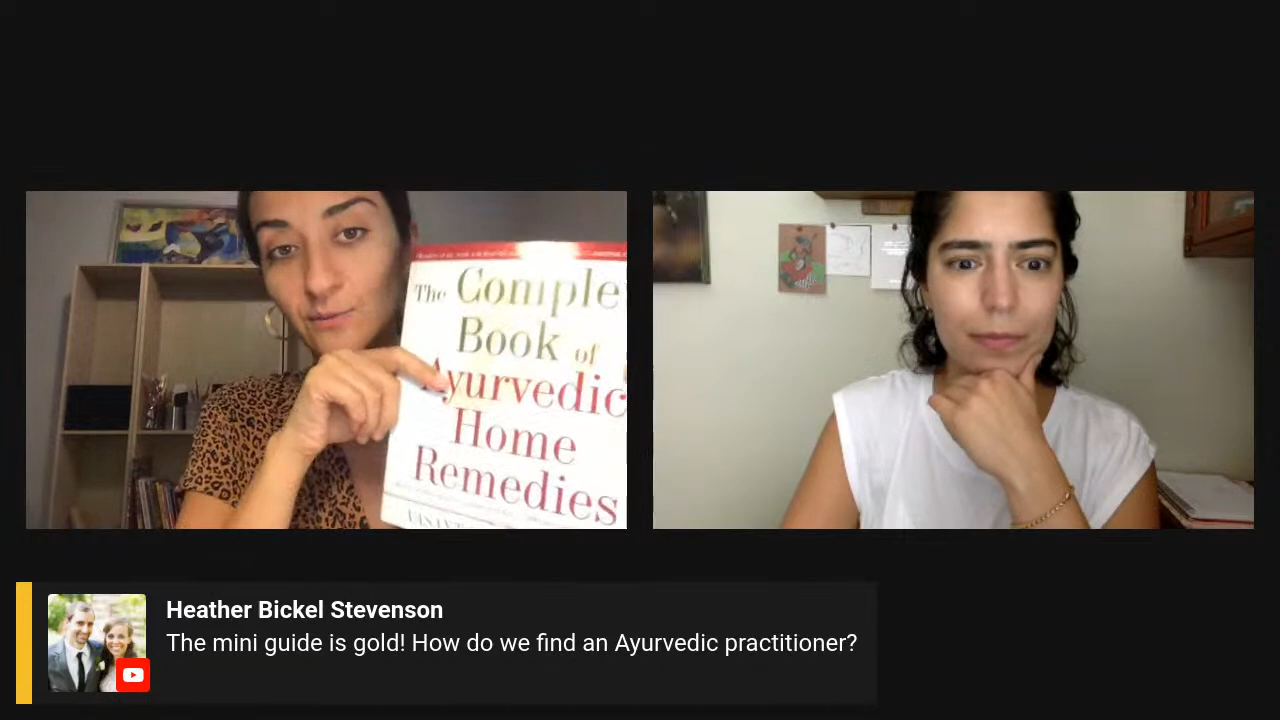 The Comple
Book of
Ayurvedic
Home
Remedies
Heather Bickel Stevenson
The mini guide is gold! How do we find an Ayurvedic practitioner?